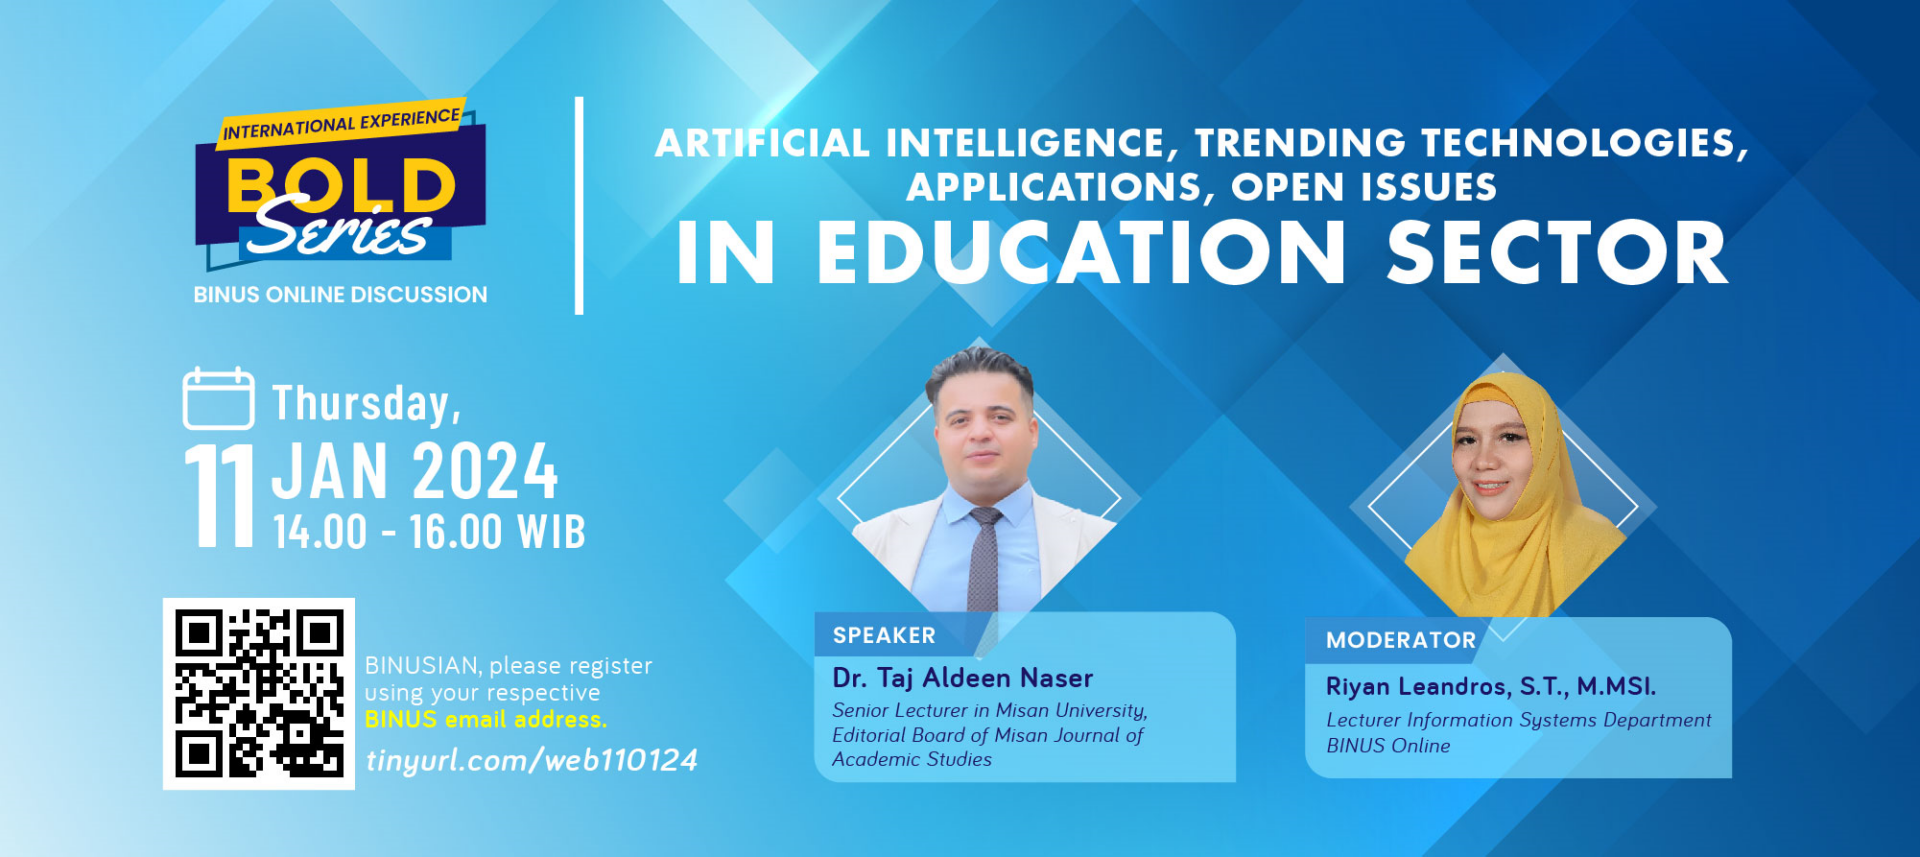 INTERNATIONAL EXPERIENCE
BOLD
Series
BINUS ONLINE DISCUSSION
ARTIFICIAL INTELLIGENCE, TRENDING TECHNOLOGIES,
APPLICATIONS, OPEN ISSUES
IN EDUCATION SECTOR
Thursday,
11 JAN 2024
14.00 - 16.00 WIB
BINUSIAN, please register
using your respective
BINUS email address.
tinyurl.com/web110124
SPEAKER
Dr. Taj Aldeen Naser
Senior Lecturer in Misan University,
Editorial Board of Misan Journal of
Academic Studies
MODERATOR
Riyan Leandros, S.T., M.MSI.
Lecturer Information Systems Department
BINUS Online